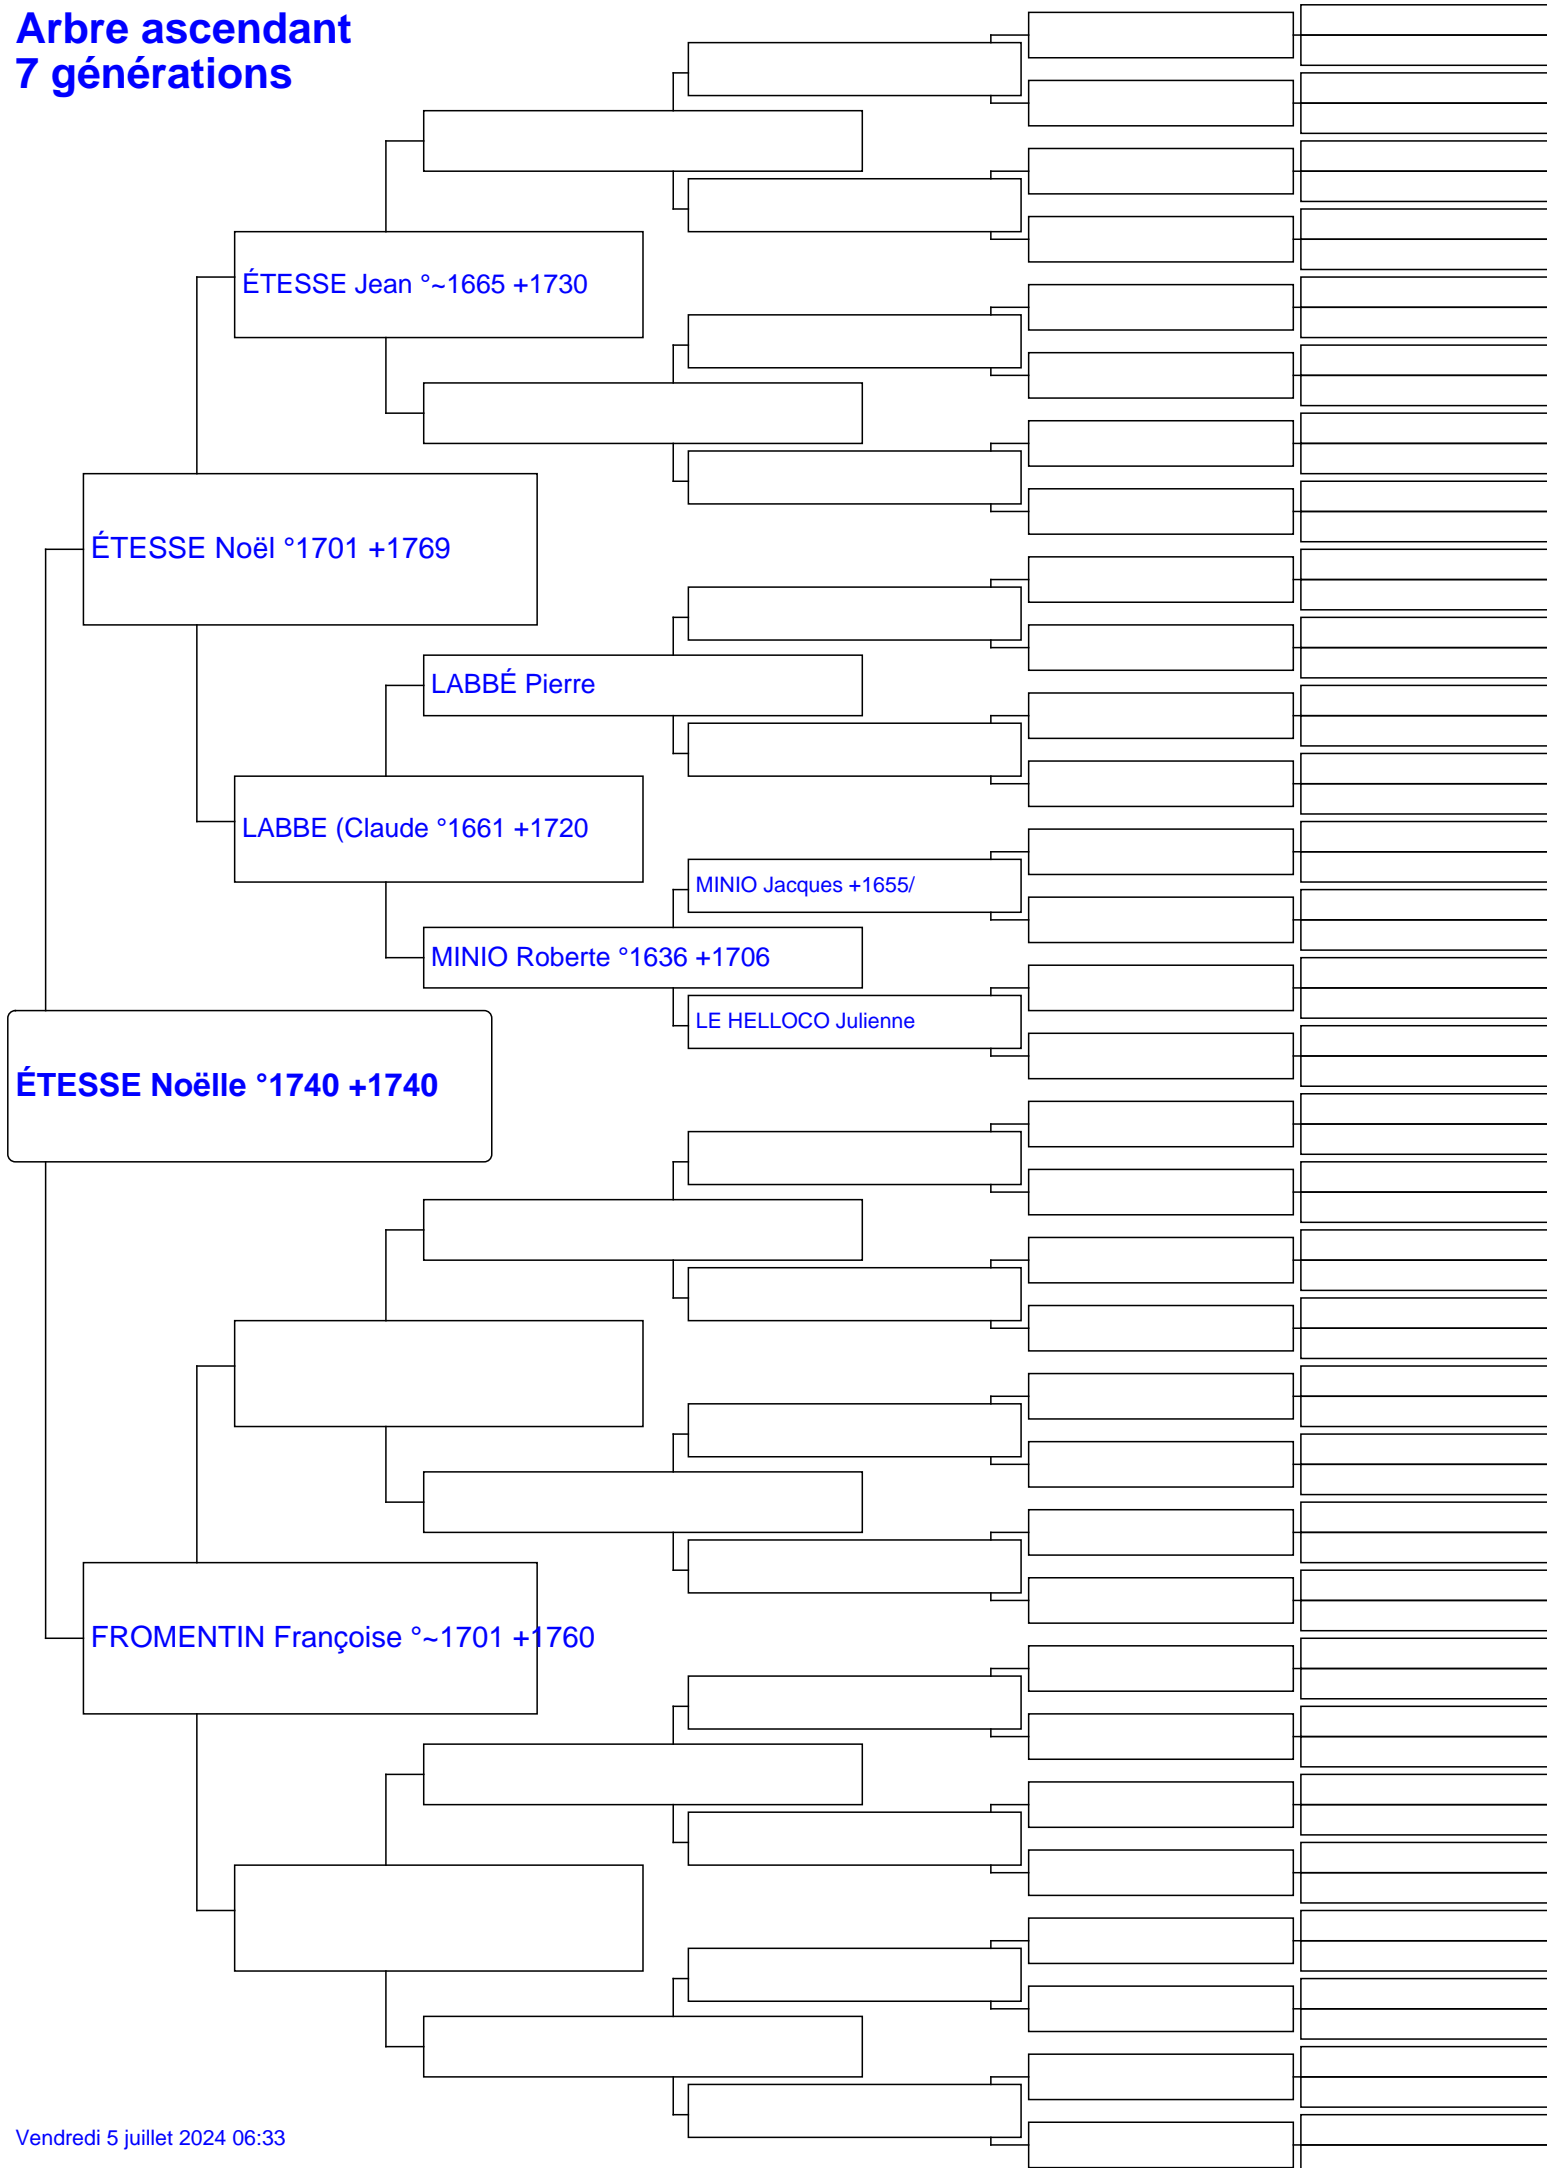 Arbre ascendant
7 générations
ÉTESSE Jean °~1665 +1730
ÉTESSE Noël °1701 +1769
LABBÉ Pierre
LABBE (Claude °1661 +1720
MINIO Jacques +1655/
MINIO Roberte °1636 +1706
LE HELLOCO Julienne
ÉTESSE Noëlle °1740 +1740
FROMENTIN Françoise °~1701 +1760
Vendredi 5 juillet 2024 06:33